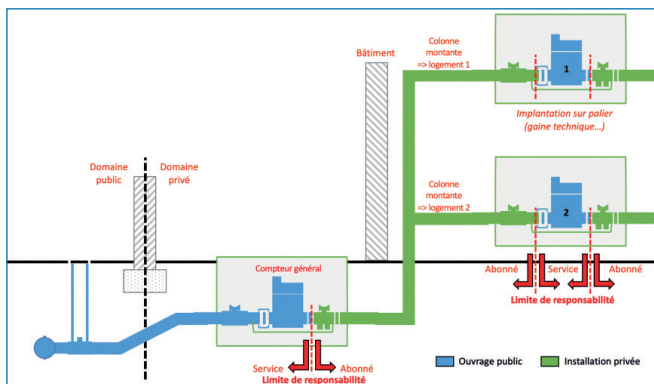 Colonne
montante
=> logement 1
1
Bâtiment
Implantation sur palier
(gaine technique...)
Domaine
public
Domaine
privé
Colonne
montante
=> logement 2
2
Compteur général
Abonné
Service
Abonné
Limite de responsabilité
Service
Abonné
Limite de responsabilité
Ouvrage public
Installation privée